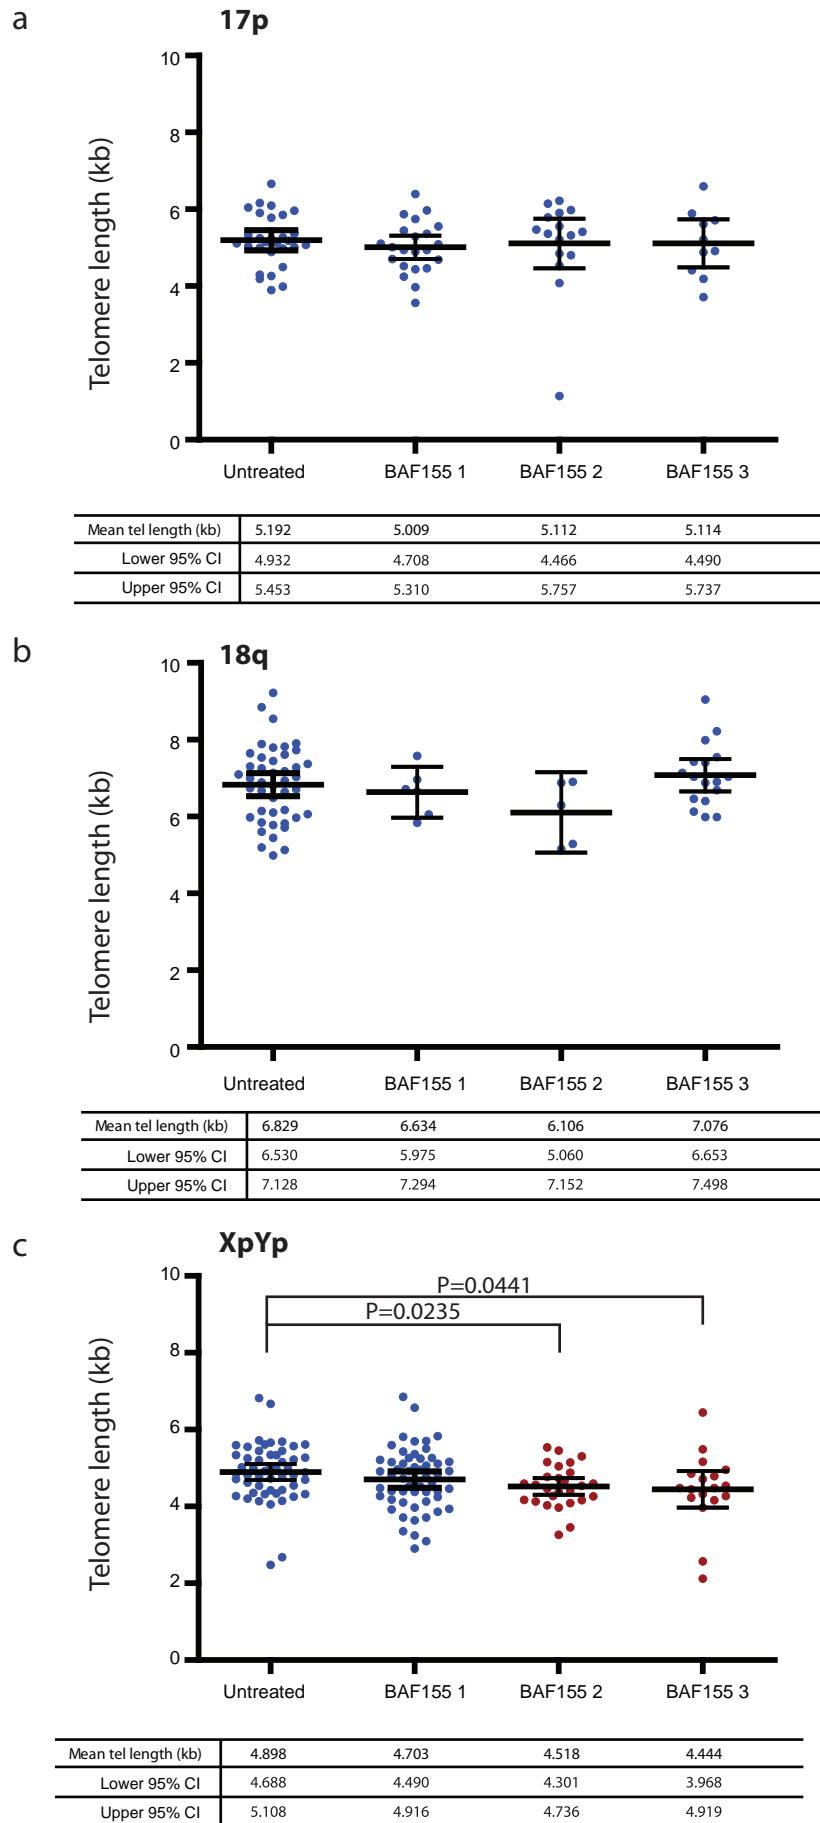 a
17p
10
8
6
4
2
0
Telomere length (kb)
Untreated BAF155 1 BAF155 2 BAF155 3
Mean tel length (kb) 5.192 5.009 5.112 5.114
Lower 95% CI 4.932 4.708 4.466 4.490
Upper 95% CI 5.453 5.310 5.757 5.737
b
18q
10
8
6
4
2
0
Telomere length (kb)
Untreated BAF155 1 BAF155 2 BAF155 3
Mean tel length (kb) 6.829 6.634 6.106 7.076
Lower 95% CI 6.530 5.975 5.060 6.653
Upper 95% CI 7.128 7.294 7.152 7.498
c
XpYp
P=0.0441
P=0.0235
10
8
6
4
2
0
Telomere length (kb)
Untreated BAF155 1 BAF155 2 BAF155 3
Mean tel length (kb) 4.898 4.703 4.518 4.444
Lower 95% CI 4.688 4.490 4.301 3.968
Upper 95% CI 5.108 4.916 4.736 4.919